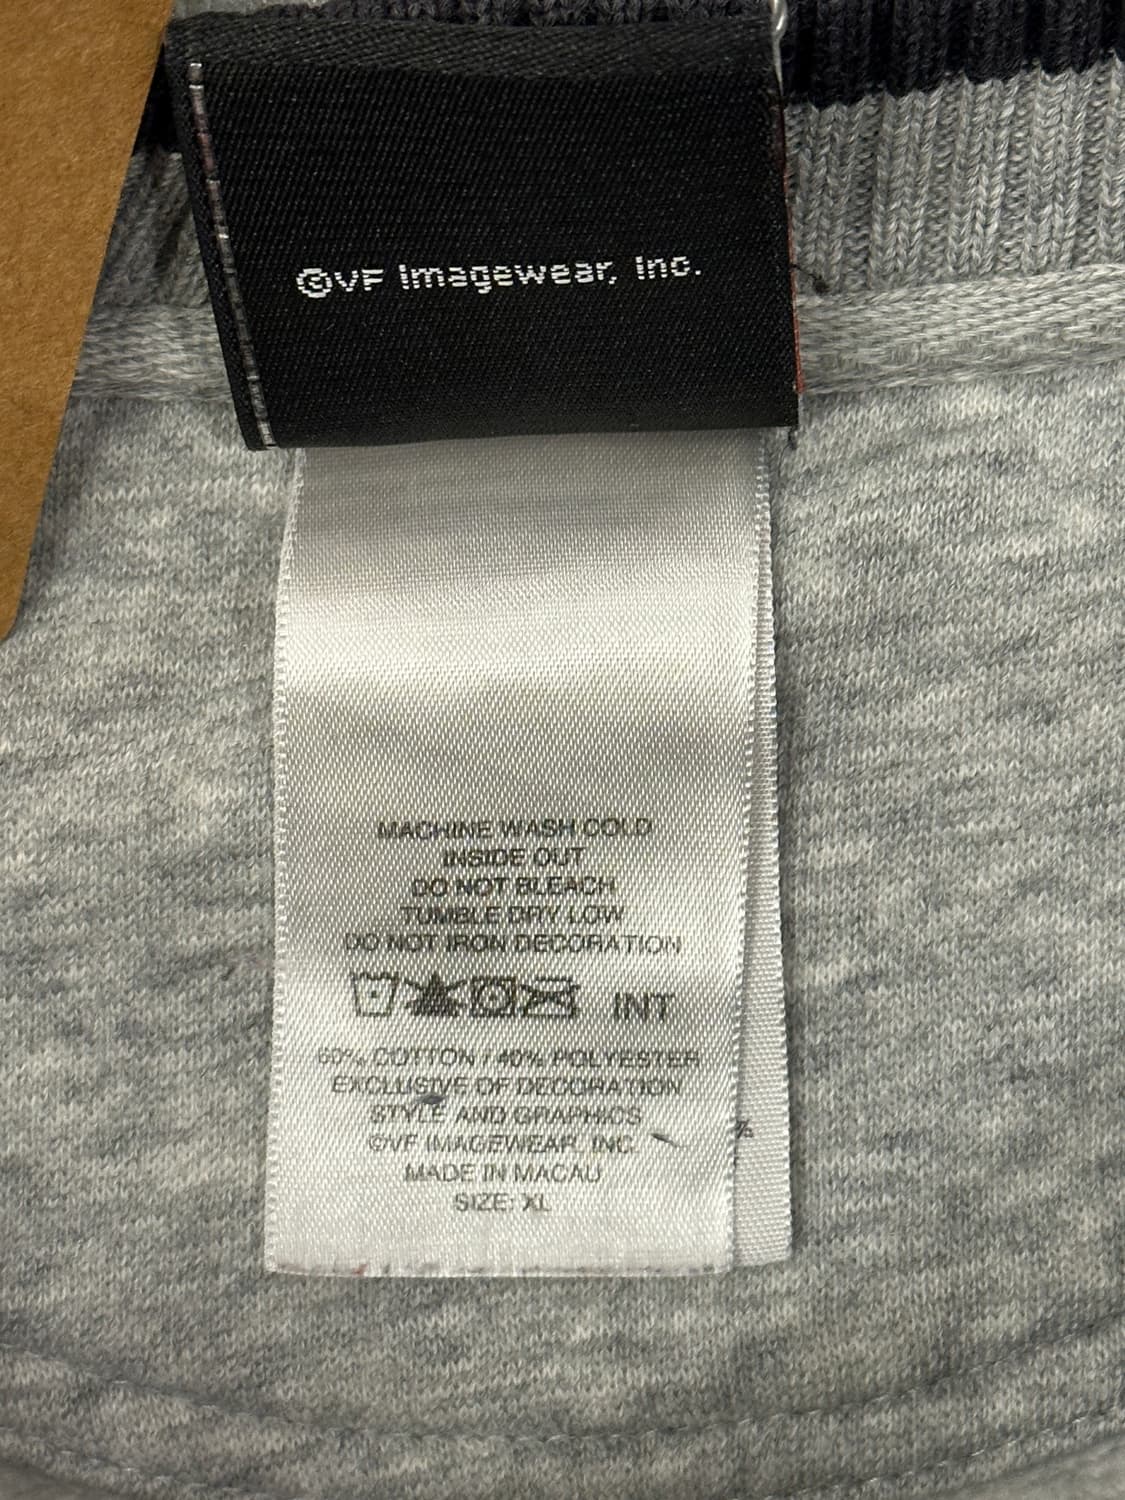 ©VF Imagewear, Inc.
MACHINE WASH COLD
INSIDE OUT
DO NOT BLEACH
TUMBLE DRY LOW
DO NOT IRON DECORATION
INT
60% COTTON / 40% POLYESTER
EXCLUSIVE OF DECORATION
STYLE AND GRAPHICS
©VF IMAGEWEAR, INC.
%
MADE IN MACAU
SIZE: XL